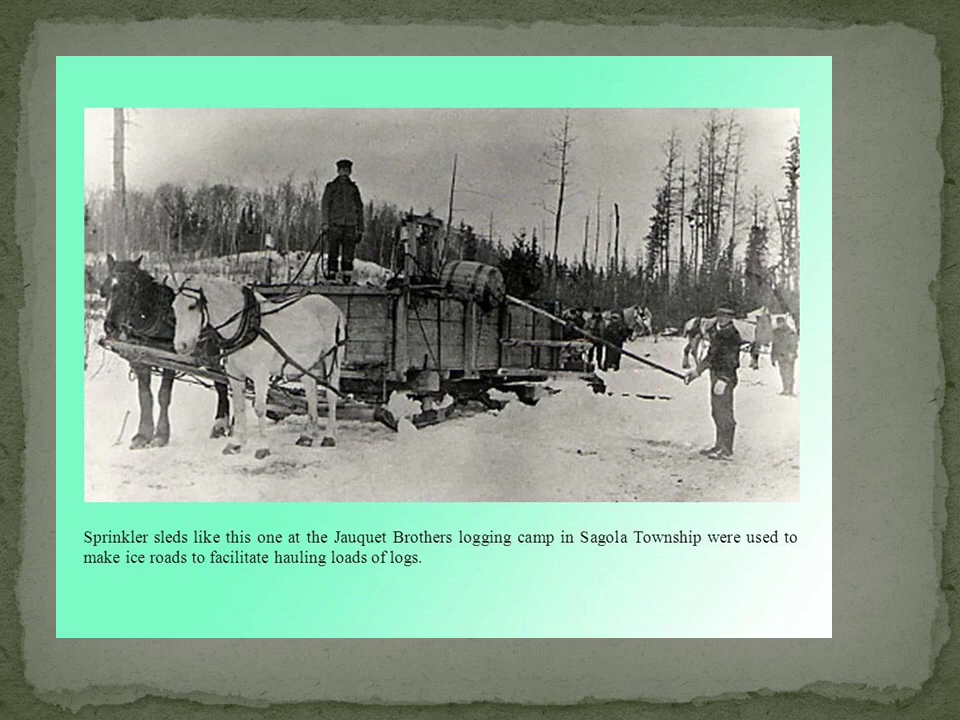 Sprinkler sleds like this one at the Jauquet Brothers logging camp in Sagola Township were used to
make ice roads to facilitate hauling loads of logs.